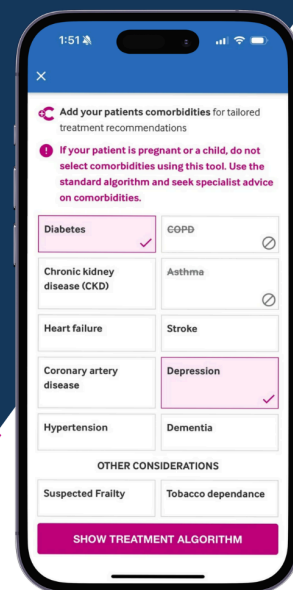 1:51
Add your patients comorbidities for tailored
treatment recommendations
If your patient is pregnant or a child, do not
select comorbidities using this tool. Use the
standard algorithm and seek specialist advice
on comorbidities.
Diabetes
COPD
Chronic kidney
disease (CKD)
Asthma
Heart failure
Stroke
Coronary artery
disease
Depression
Hypertension
Dementia
OTHER CONSIDERATIONS
Suspected Frailty
Tobacco dependance
SHOW TREATMENT ALGORITHM